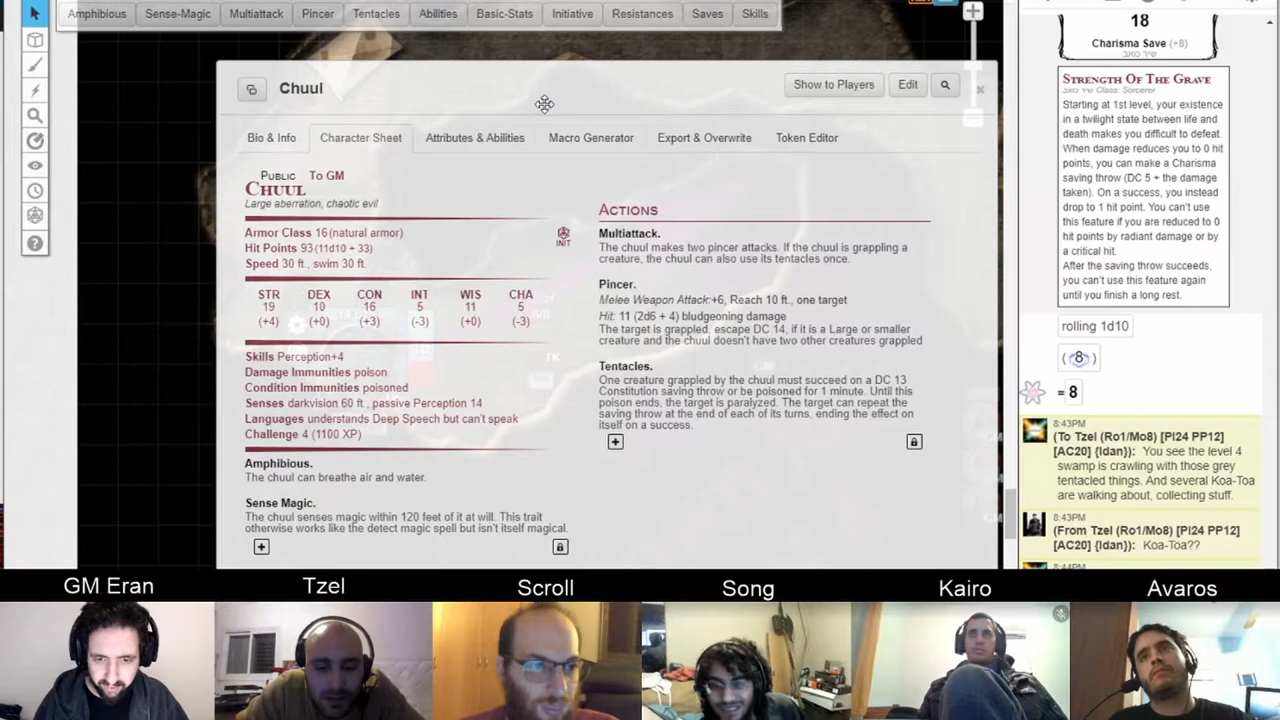 Amphibious Sense-Magic Multiattack Pincer Tentacles Abilities Basic-Stats Initiative Resistances Saves Skills
Chuul
Show to Players Edit
Bio & Info Character Sheet Attributes & Abilities Macro Generator Export & Overwrite Token Editor
PUBLIC To GM
CHUUL
Large aberration, chaotic evil
Armor Class 16(natural armor)
Hit Points 93(11d10 + 33)
Speed 30 ft., swim 30 ft.
INIT
STR DEX CON INT WIS CHA
19 10 16 5 11 5
(+4) (+0) (+3) (-3) (+0) (-3)
Skills Perception+4
Damage Immunities poison
Condition Immunities poisoned
Senses darkvision 60 ft., passive Perception 14
Languages understands Deep Speech but can't speak
Challenge 4 (1100 XP)
Amphibious.
The chuul can breathe air and water.
Sense Magic.
The chuul senses magic within 120 feet of it at will. This trait
otherwise works like the detect magic spell but isn't itself magical.
ACTIONS
Multiattack.
The chuul makes two pincer attacks. If the chuul is grappling a
creature, the chuul can also use its tentacles once.
Pincer.
Melee Weapon Attack:+6, Reach 10 ft., one target
Hit: 11 (2d6 + 4) bludgeoning damage
The target is grappled, escape DC 14, if it is a Large or smaller
creature and the chuul doesn't have two other creatures grappled
Tentacles.
One creature grappled by the chuul must succeed on a DC 13
Constitution saving throw or be poisoned for 1 minute. Until this
poison ends, the target is paralyzed. The target can repeat the
saving throw at the end of each of its turns, ending the effect on
itself on a success.
18
Charisma Save (+8)
שיר מאב
STRENGTH OF THE GRAVE
שיר מאב Class: Sorcerer
Starting at 1st level, your existence
in a twilight state between life and
death makes you difficult to defeat.
When damage reduces you to 0 hit
points, you can make a Charisma
saving throw (DC 5 + the damage
taken). On a success, you instead
drop to 1 hit point. You can't use
this feature if you are reduced to 0
hit points by radiant damage or by
a critical hit.
After the saving throw succeeds,
you can't use this feature again
until you finish a long rest.
rolling 1d10
(8)
=8
8:43PM
(To Tzel (Ro1/Mo8) [PI24 PP12]
[AC20] {Idan}): You see the level 4
swamp is crawling with those grey
tentacled things. And several Koa-Toa
are walking about, collecting stuff.
8:43PM
(From Tzel (Ro1/Mo8) [PI24 PP12]
[AC20] {Idan}): Koa-Toa??
8:44PM
GM Eran Tzel Scroll Song Kairo Avaros